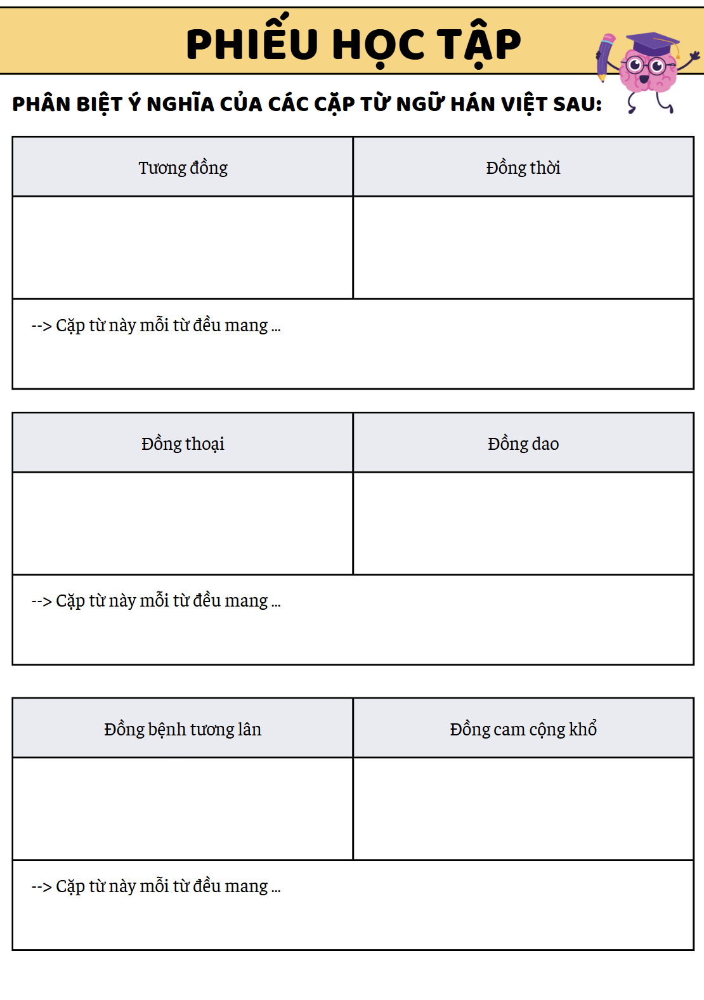 PHIẾU HỌC TẬP
PHÂN BIỆT Ý NGHĨA CỦA CÁC CẶP TỪ NGỮ HÁN VIỆT SAU:
Tương đồng
Đồng thời
--> Cặp từ này mỗi từ đều mang ...
Đồng thoại
Đồng dao
--> Cặp từ này mỗi từ đều mang ...
Đồng bệnh tương lân
Đồng cam cộng khổ
--> Cặp từ này mỗi từ đều mang ...